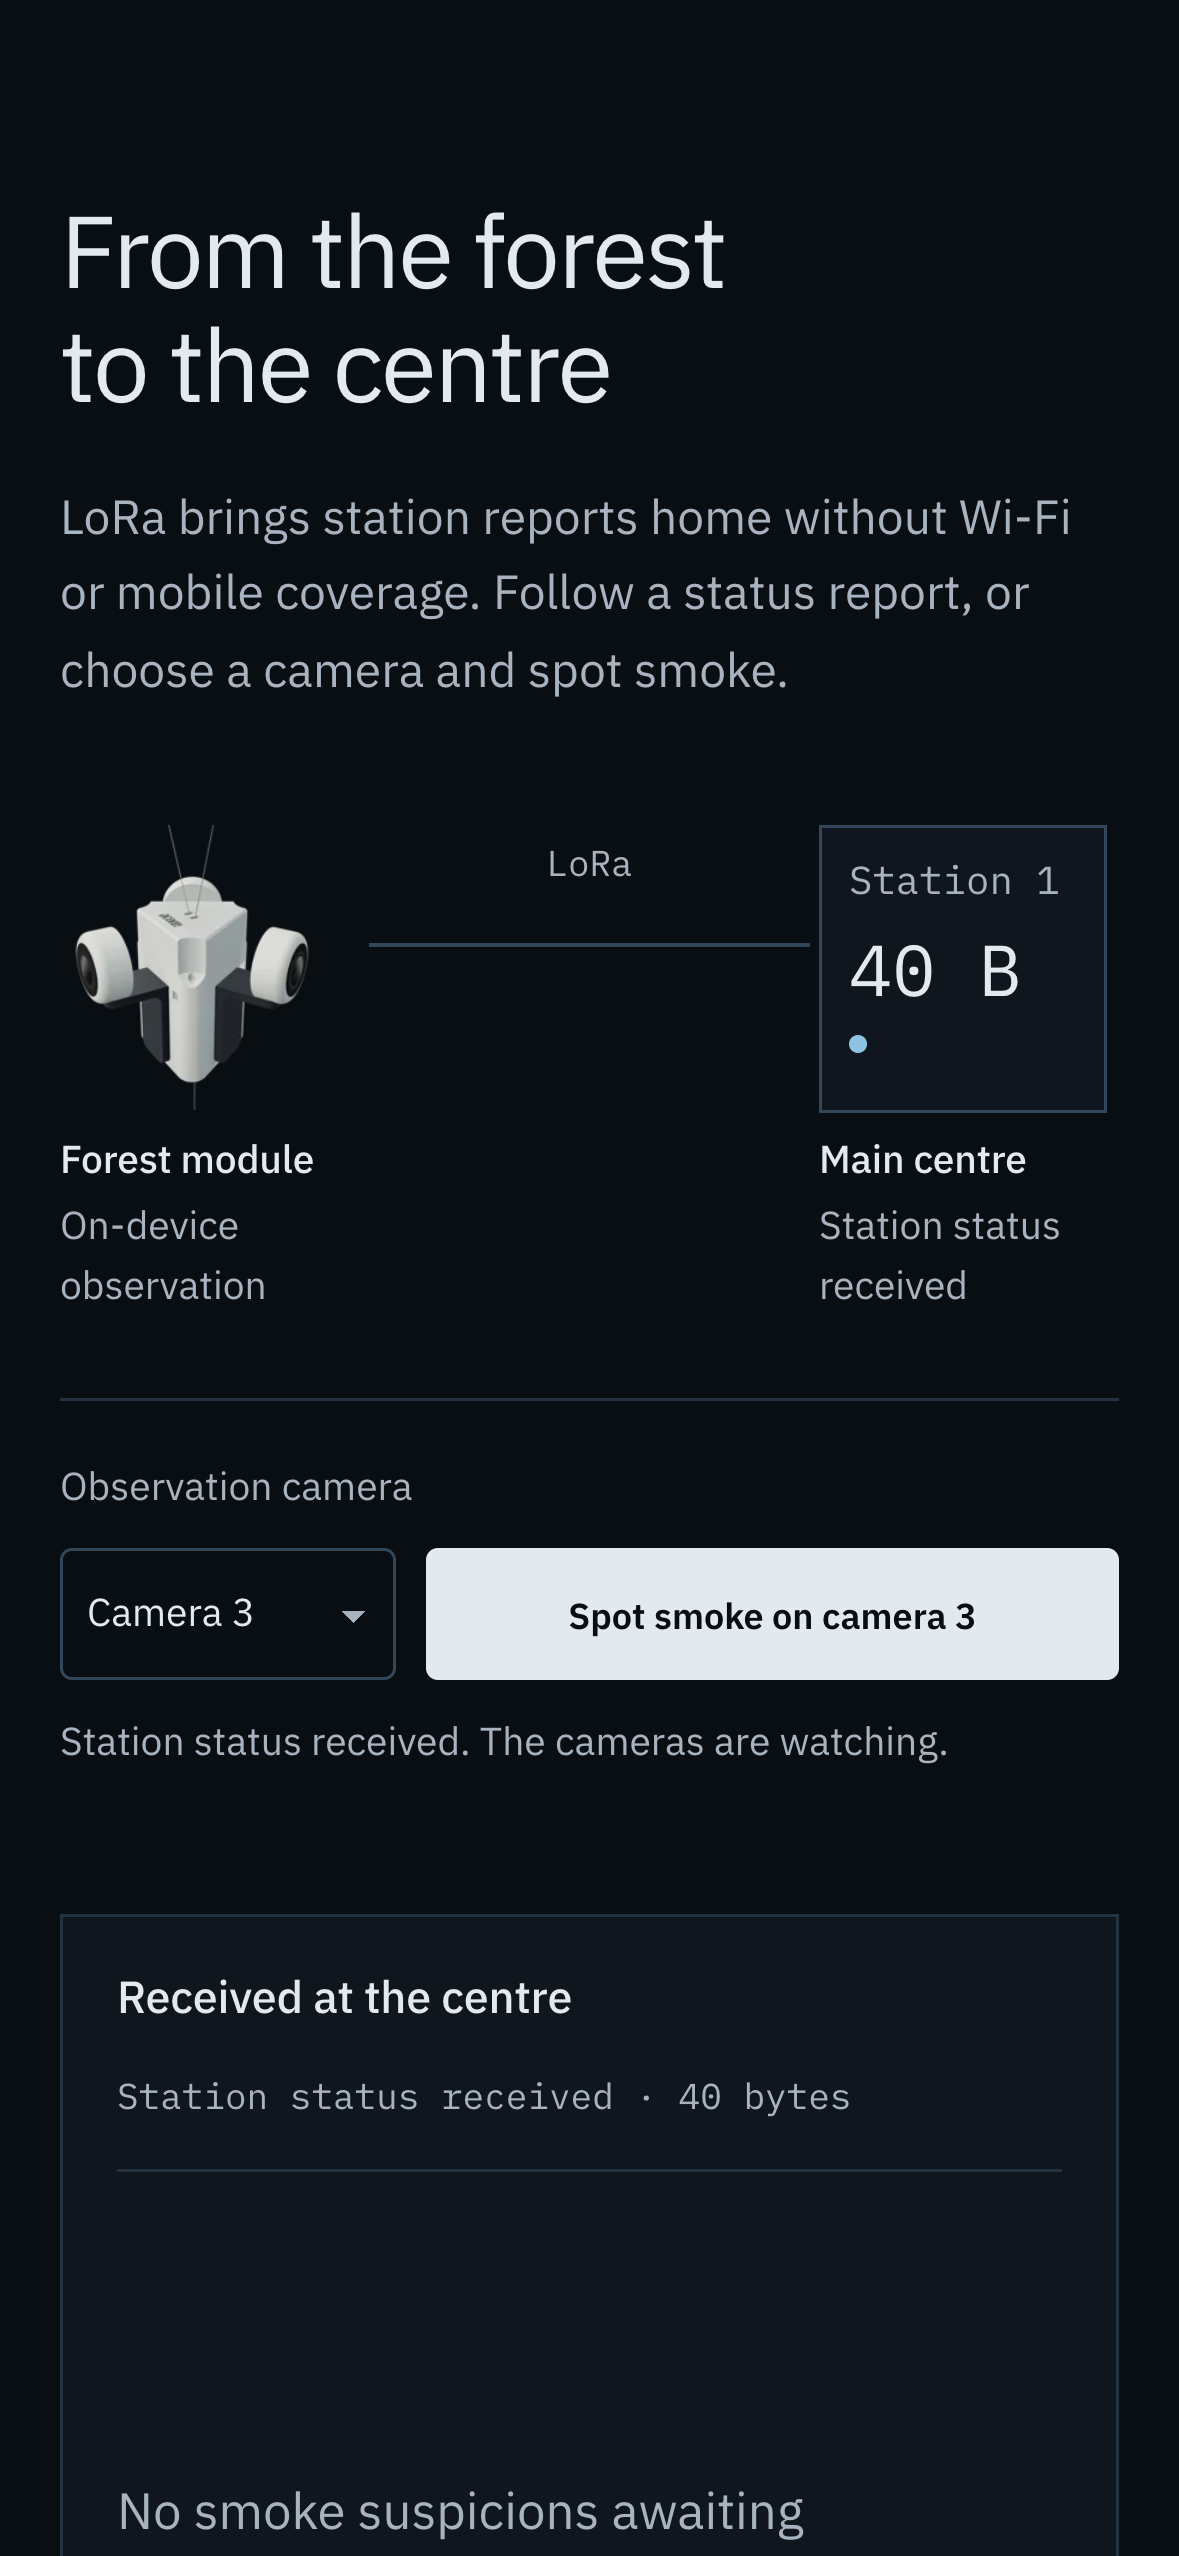 From the forest
to the centre
LoRa brings station reports home without Wi-Fi
or mobile coverage. Follow a status report, or
choose a camera and spot smoke.
LoRa
Station 1
40 B
Forest module
On-device
observation
Main centre
Station status
received
Observation camera
Camera 3
Spot smoke on camera 3
Station status received. The cameras are watching.
Received at the centre
Station status received · 40 bytes
No smoke suspicions awaiting